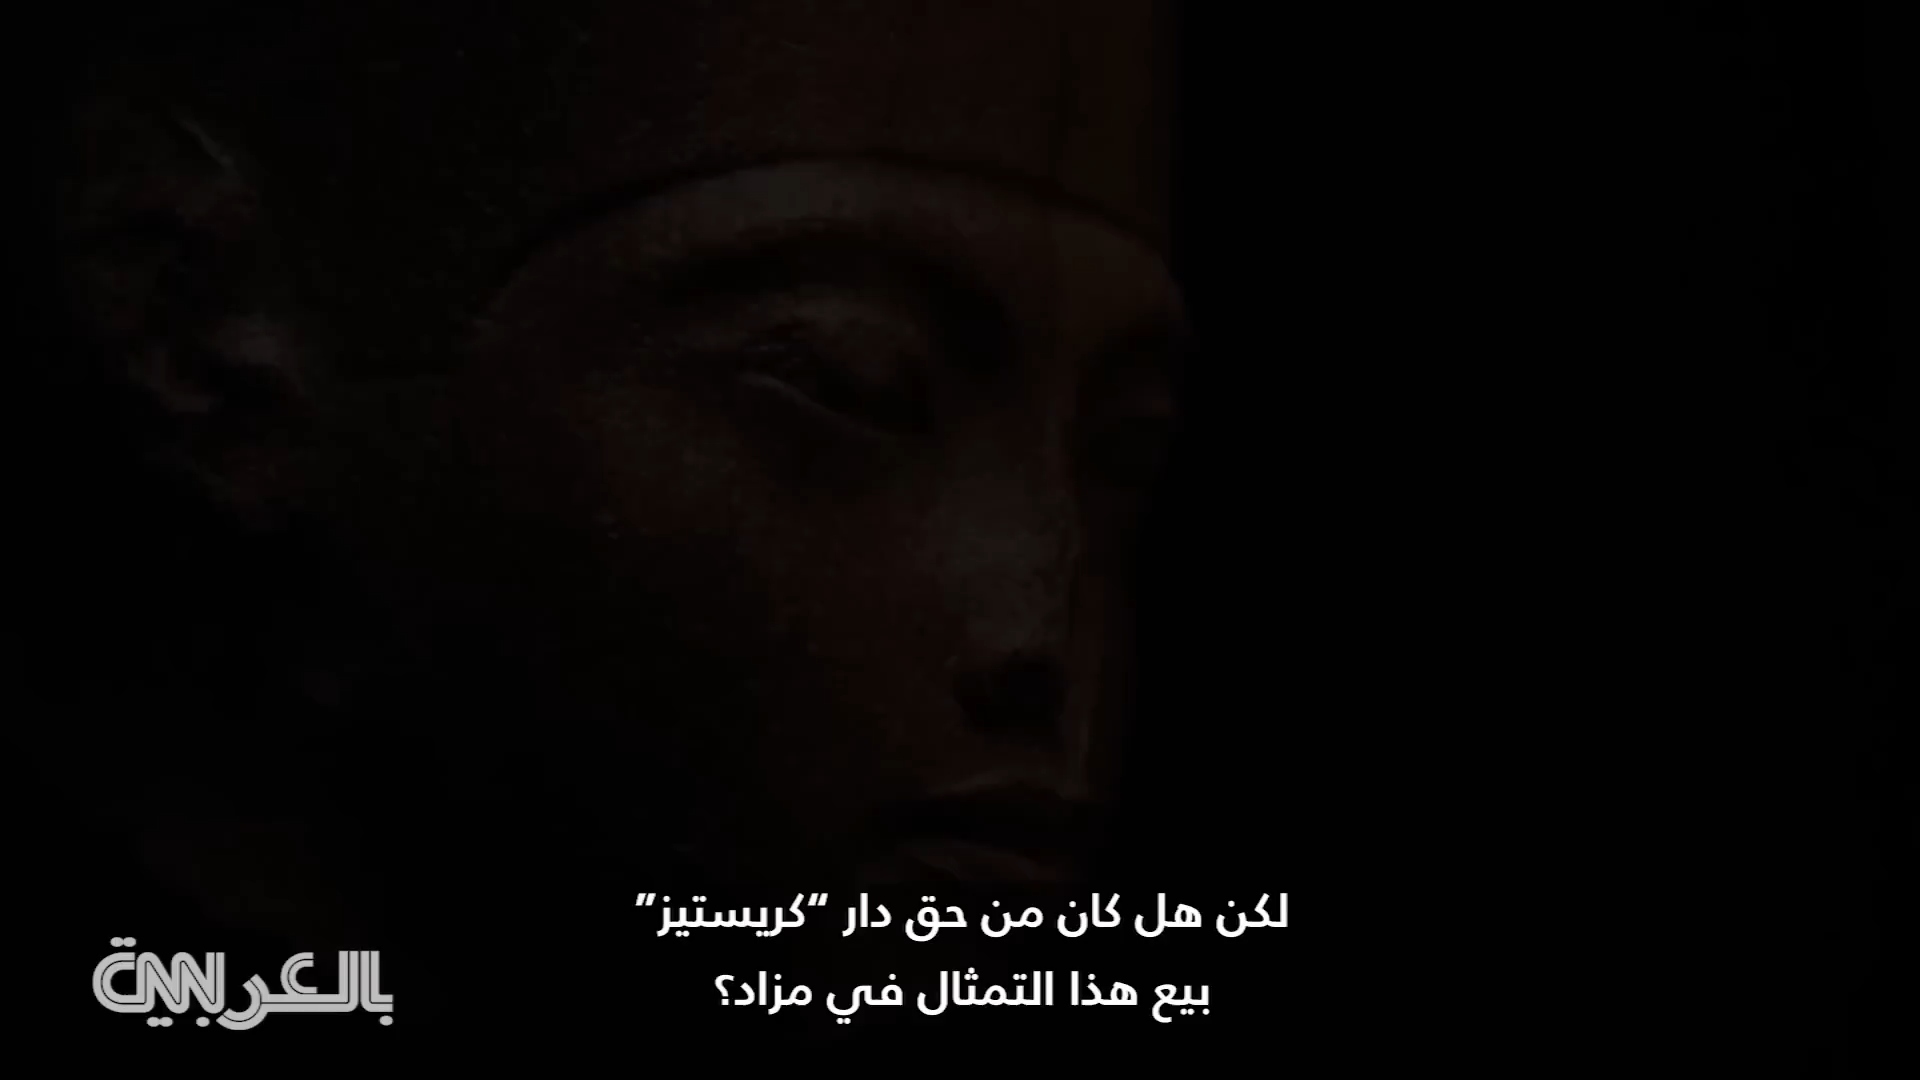 لكن هل كان من حق دار “كريستيز”
بيع هذا التمثال في مزاد؟
CNN بالعربية